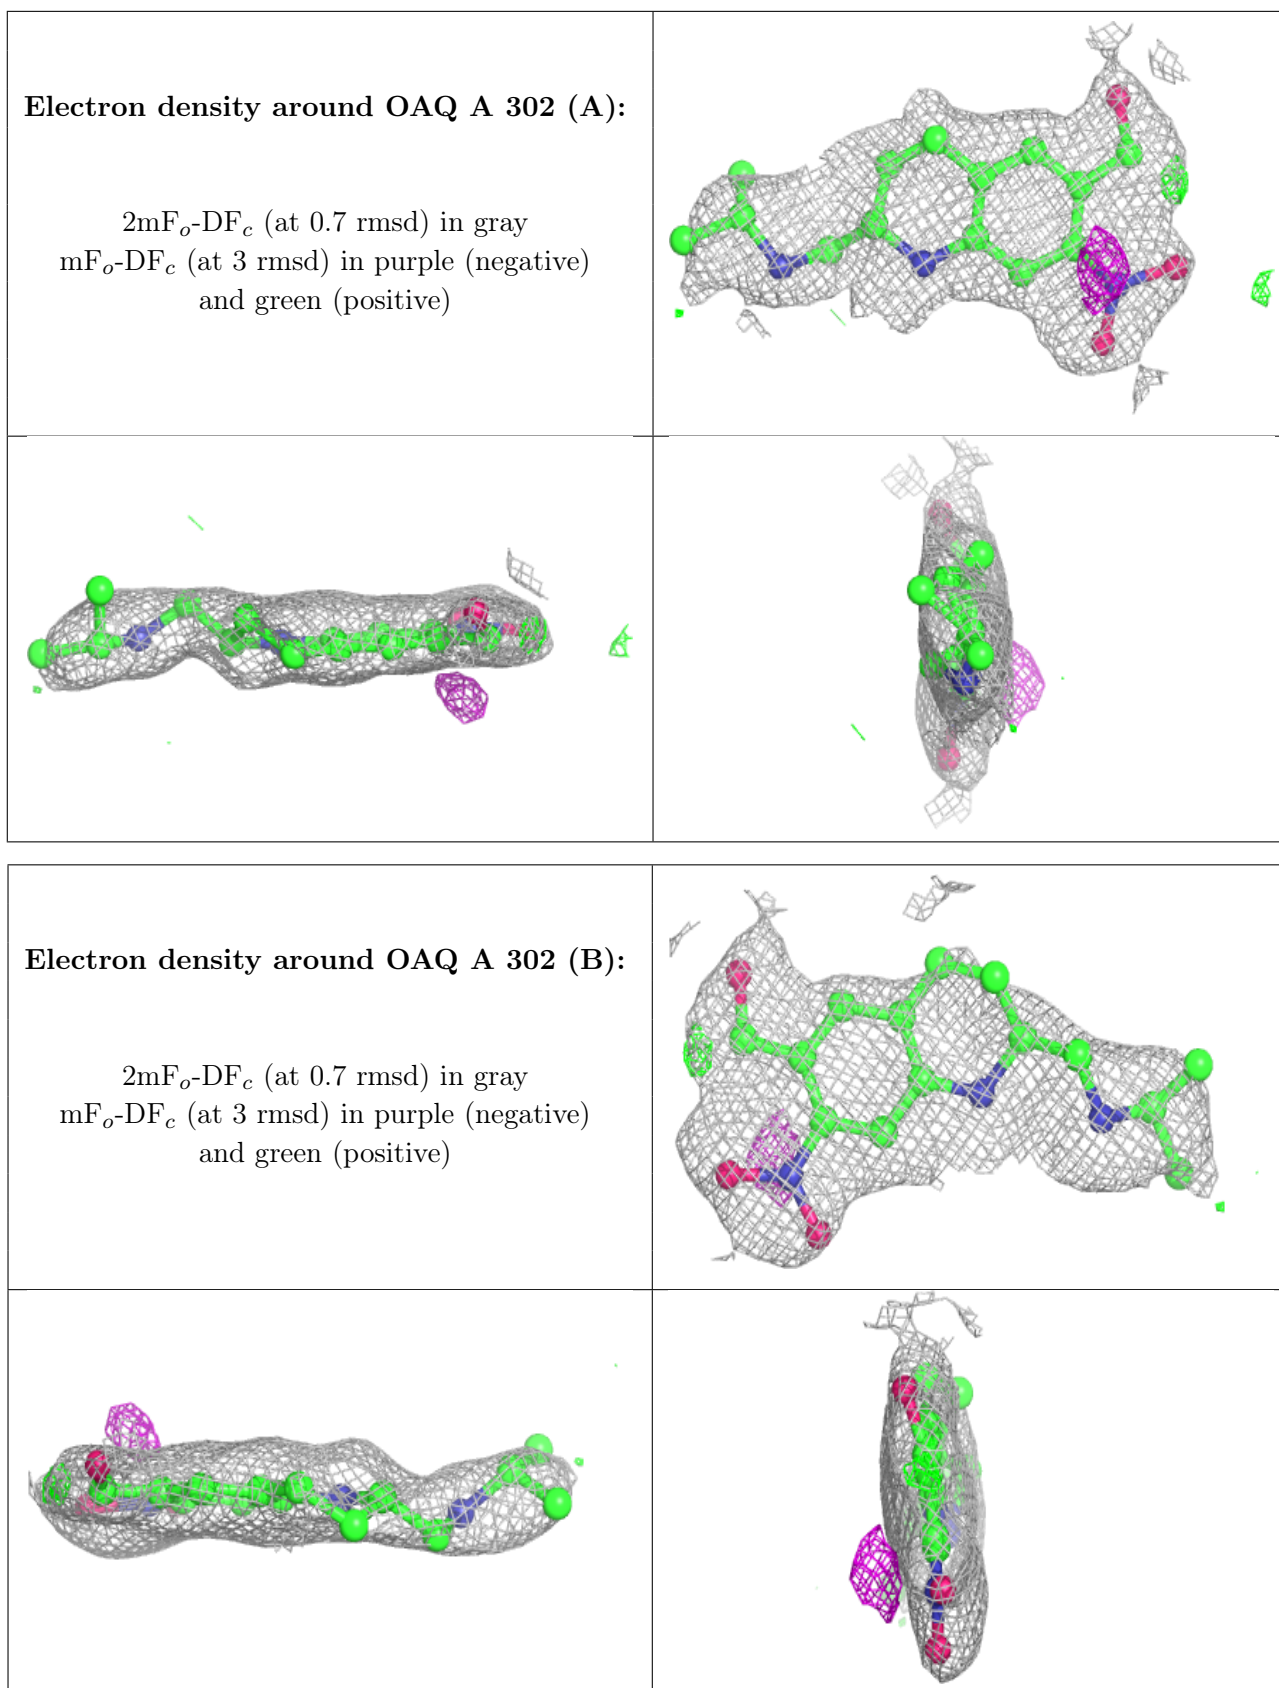 Electron density around OAQ A 302 (A):
2mFo-DFc (at 0.7 rmsd) in gray
mFo-DFc (at 3 rmsd) in purple (negative)
and green (positive)
Electron density around OAQ A 302 (B):
2mFo-DFc (at 0.7 rmsd) in gray
mFo-DFc (at 3 rmsd) in purple (negative)
and green (positive)